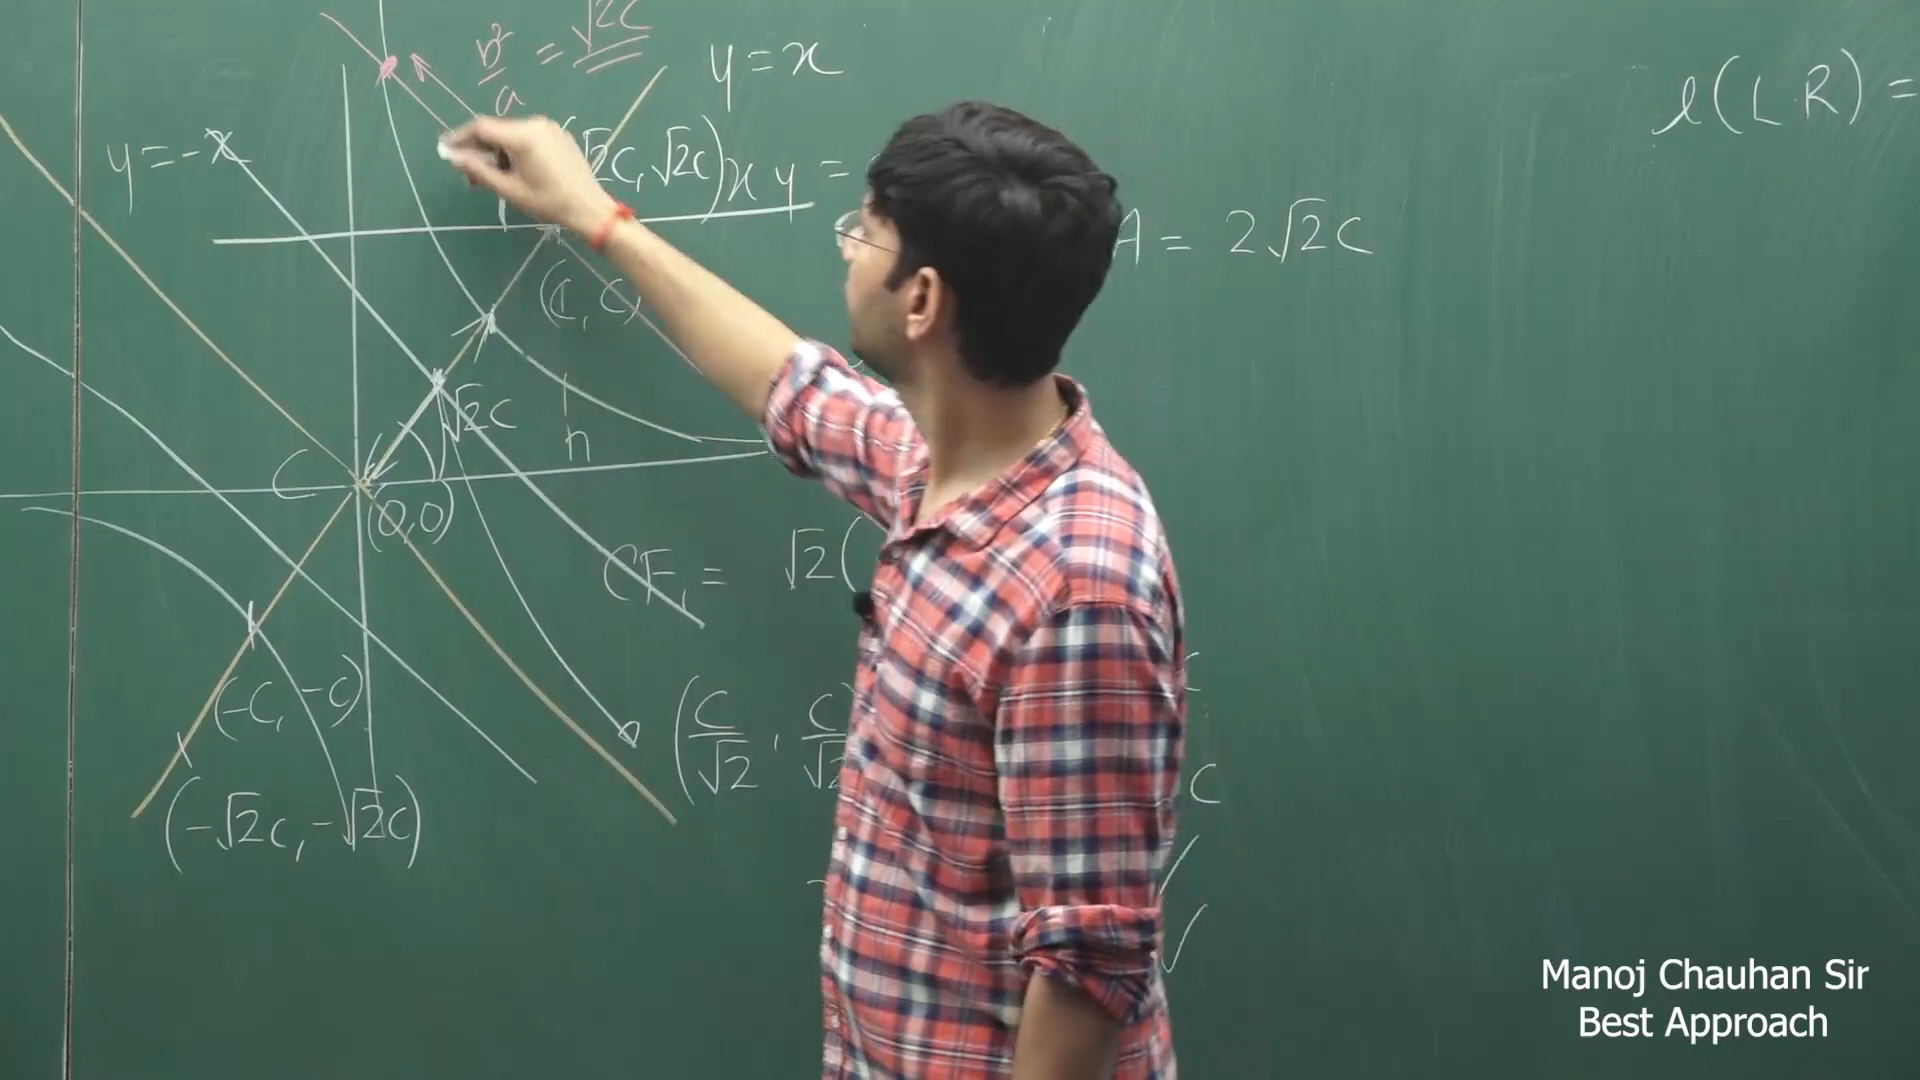 b²/a = √2c
y = x
l(LR) =
y = -x
(√2c, √2c)
xy =
A = 2√2c
(c, c)
√2c
h
C
(0,0)
CF₁ = √2(
(-c, -c)
(c/√2, c/√2
c
(-√2c, -√2c)
Manoj Chauhan Sir
Best Approach